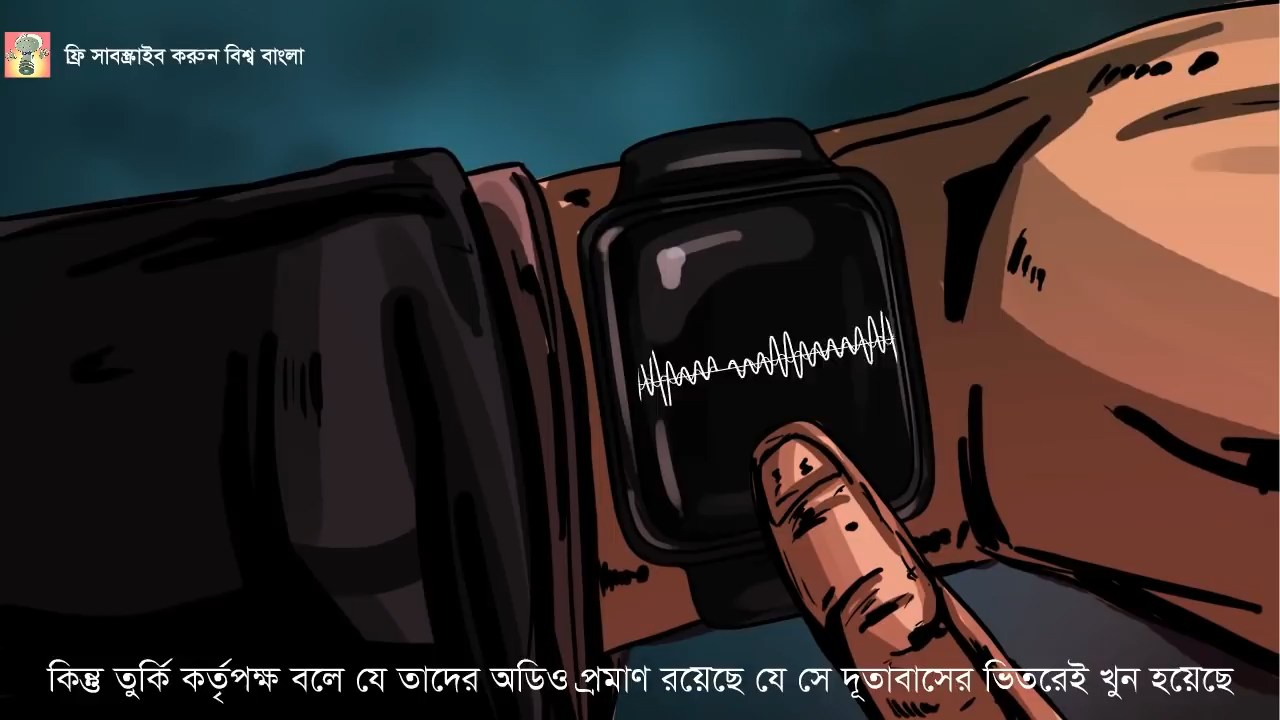 ফ্রি সাবস্ক্রাইব করুন বিশ্ব বাংলা
কিন্তু তুর্কি কর্তৃপক্ষ বলে যে তাদের অডিও প্রমাণ রয়েছে যে সে দূতাবাসের ভিতরেই খুন হয়েছে